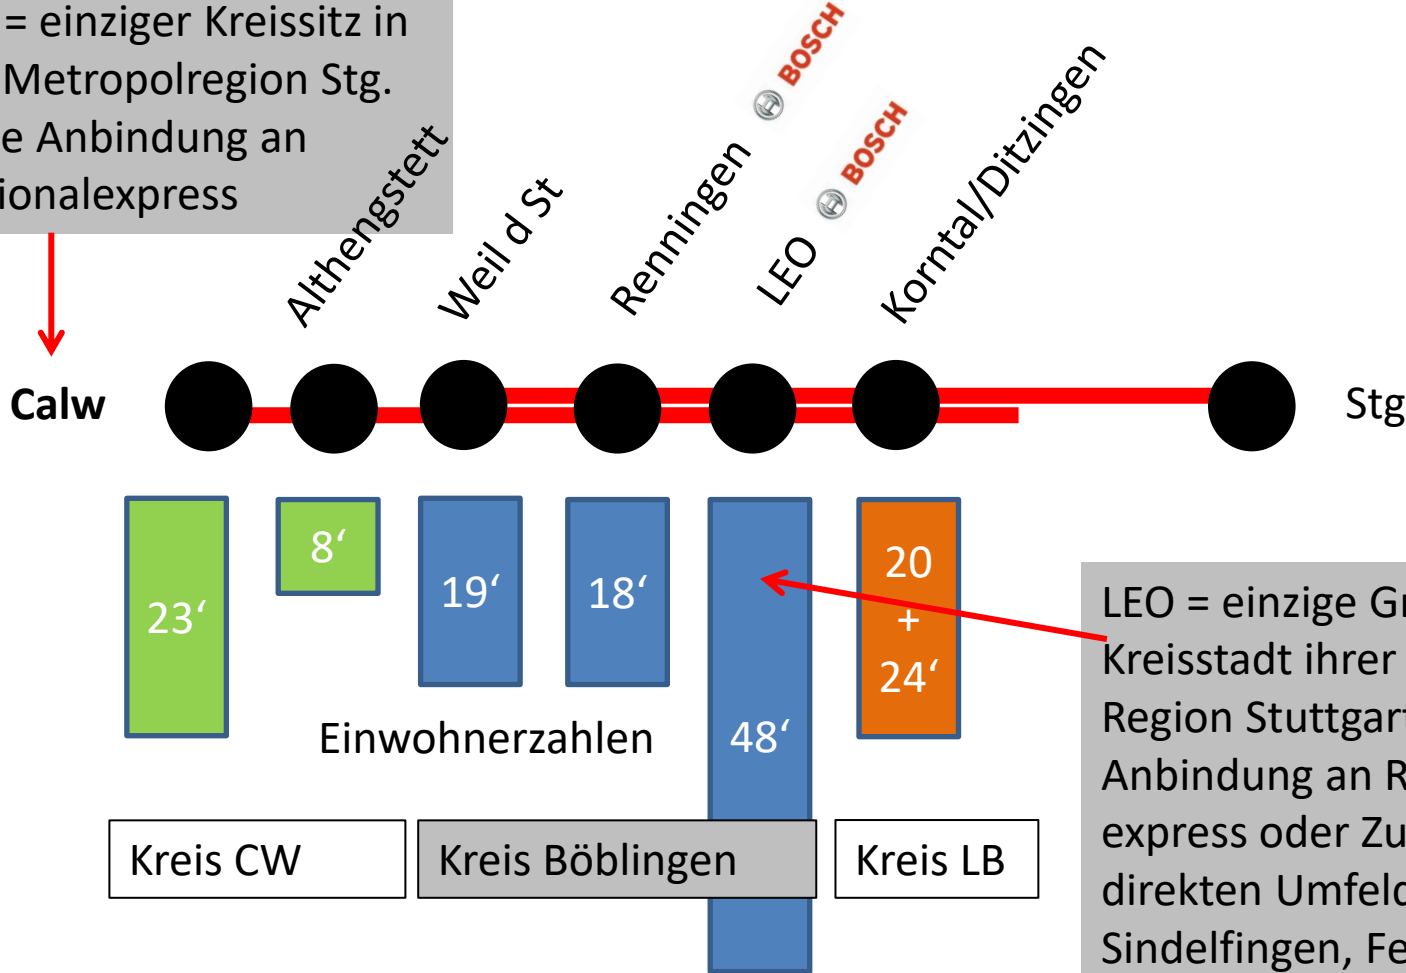 = einziger Kreissitz in
Metropolregion Stg.
e Anbindung an
ionalexpress
Althengstett
Weil d St
Renningen BOSCH
LEO BOSCH
Korntal/Ditzingen
Calw
Stg
23‘
8‘
19‘
18‘
48‘
20
+
24‘
Einwohnerzahlen
Kreis CW
Kreis Böblingen
Kreis LB
LEO = einzige Gr
Kreisstadt ihrer
Region Stuttgar
Anbindung an R
express oder Zu
direkten Umfeld
Sindelfingen, Fe